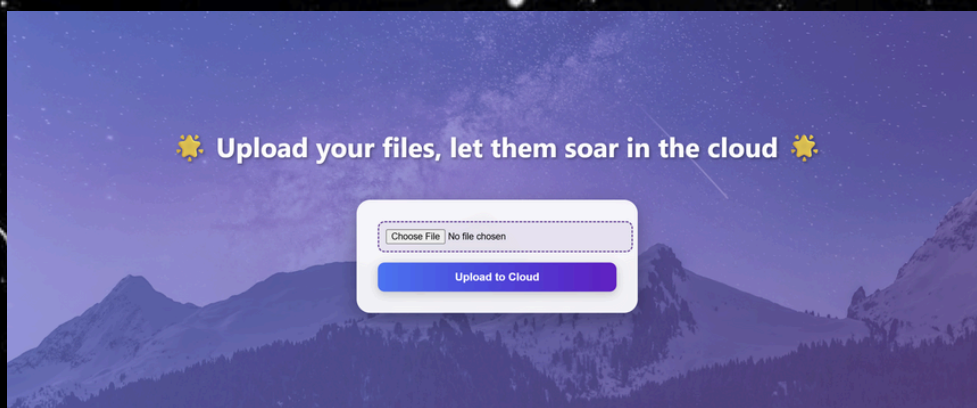 🌟 Upload your files, let them soar in the cloud 🌟
Choose File No file chosen
Upload to Cloud